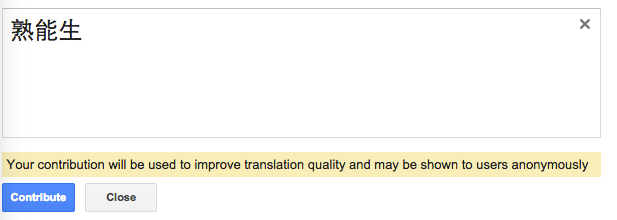 熟能生
Your contribution will be used to improve translation quality and may be shown to users anonymously
Contribute Close